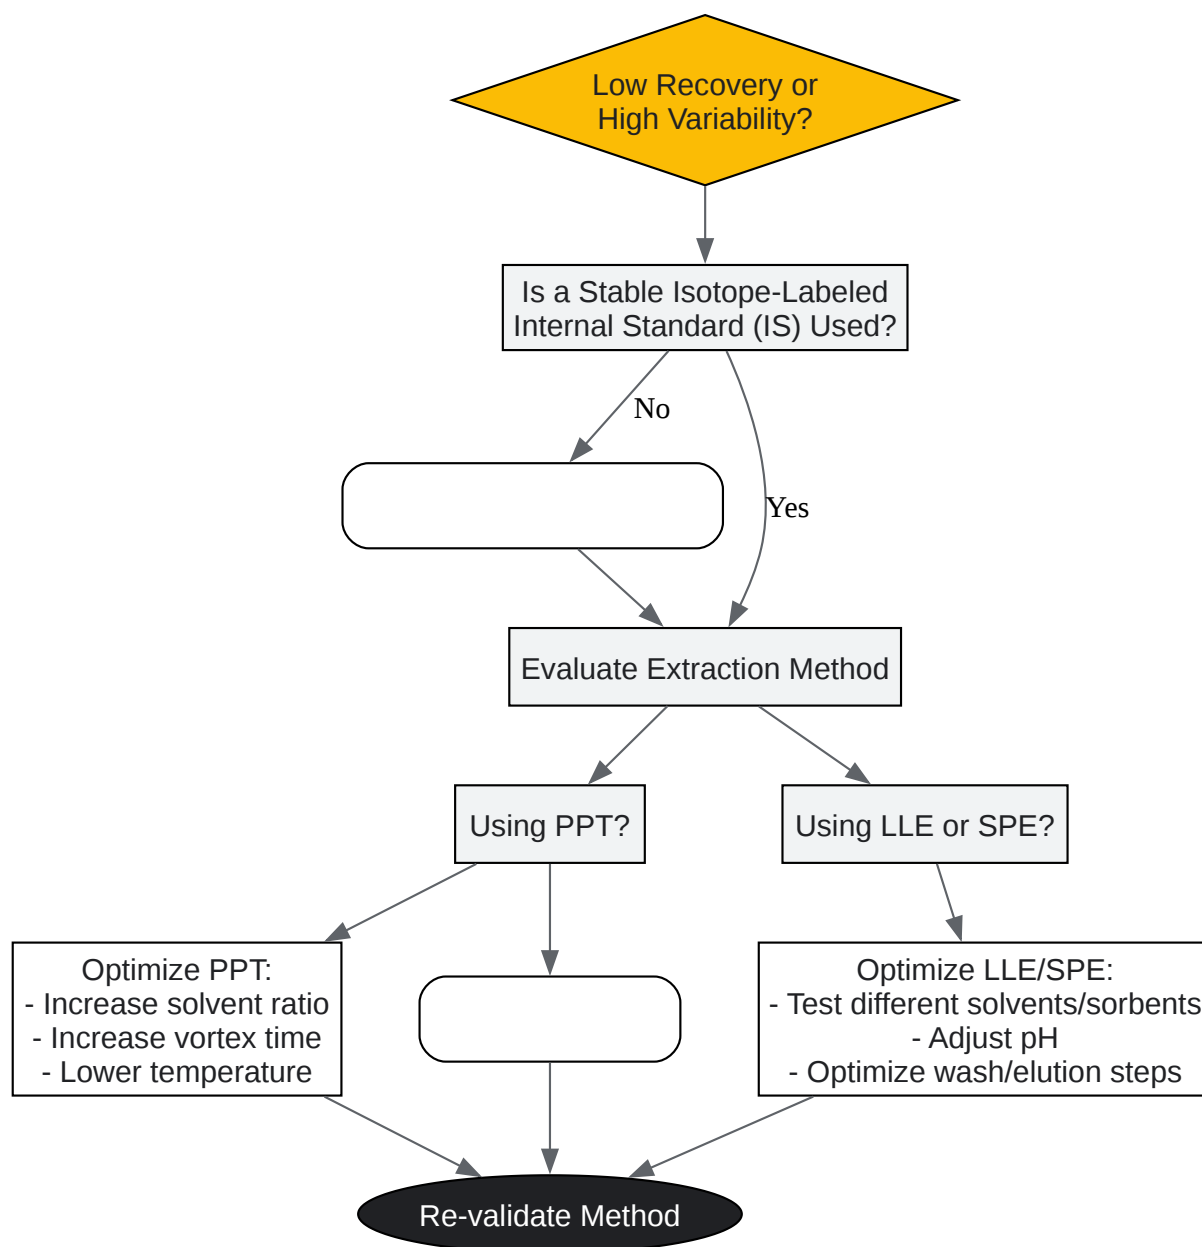 Low Recovery or
High Variability?
Is a Stable Isotope-Labeled
Internal Standard (IS) Used?
No
Yes
Evaluate Extraction Method
Using PPT?
Using LLE or SPE?
Optimize PPT:
- Increase solvent ratio
- Increase vortex time
- Lower temperature
Optimize LLE/SPE:
- Test different solvents/sorbents
- Adjust pH
- Optimize wash/elution steps
Re-validate Method